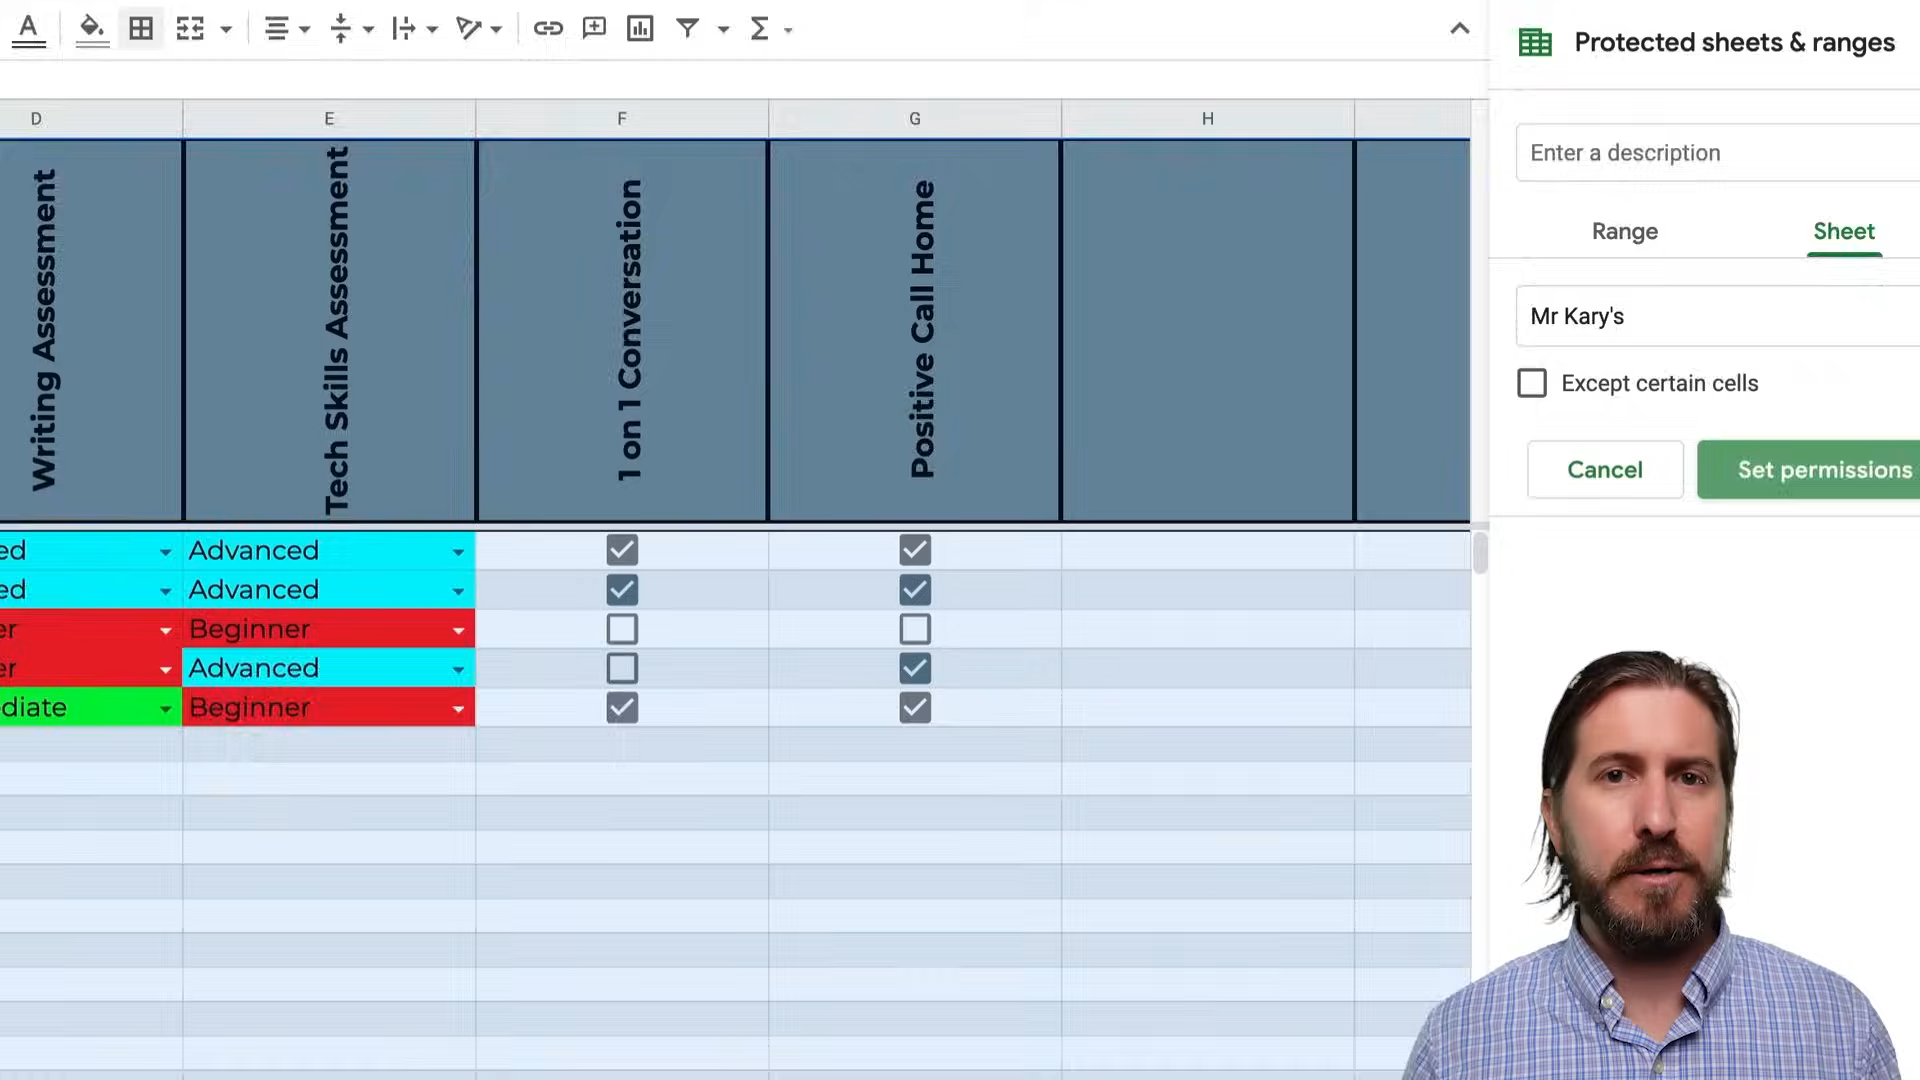 Protected sheets & ranges
Enter a description
Range
Sheet
Mr Kary's
Except certain cells
Cancel
Set permissions
A
D
E
F
G
H
Writing Assessment
Tech Skills Assessment
1 on 1 Conversation
Positive Call Home
ed
Advanced
ed
Advanced
er
Beginner
er
Advanced
diate
Beginner